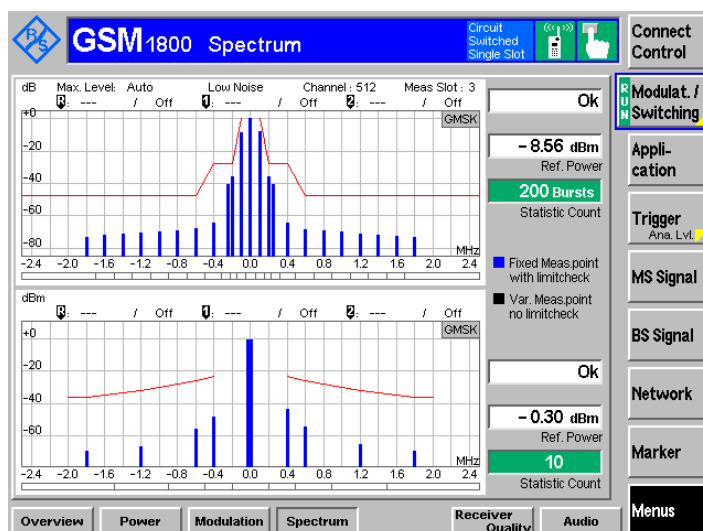 R/S
GSM 1800 Spectrum
Circuit
Switched
Single Slot
Connect
Control
dB Max. Level: Auto Low Noise Channel : 512 Meas Slot : 3
R: --- / Off 1: --- / Off 2: --- / Off
GMSK
+0
-20
-40
-60
-80
MHz
-2.4 -2.0 -1.6 -1.2 -0.8 -0.4 0.0 0.4 0.8 1.2 1.6 2.0 2.4
Ok
- 8.56 dBm
Ref. Power
200 Bursts
Statistic Count
Fixed Meas.point
with limitcheck
Var. Meas.point
no limitcheck
RUN
Modulat. /
Switching
Appli-
cation
Trigger
Ana. Lvl.
MS Signal
BS Signal
Network
Marker
Menus
dBm
R: --- / Off 1: --- / Off 2: --- / Off
GMSK
+0
-20
-40
-60
MHz
-2.4 -2.0 -1.6 -1.2 -0.8 -0.4 0.0 0.4 0.8 1.2 1.6 2.0 2.4
Ok
- 0.30 dBm
Ref. Power
10
Statistic Count
Overview Power Modulation Spectrum Receiver
Quality Audio